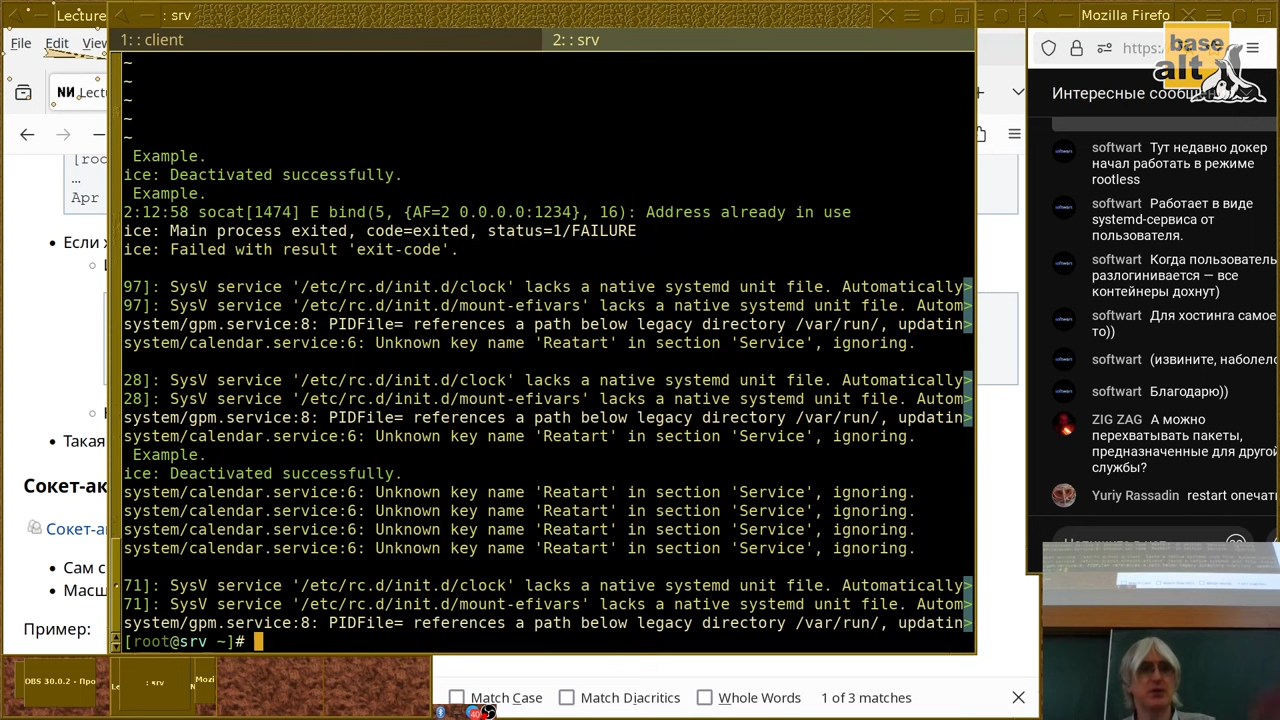 Lecture
: srv
Mozilla Firefo
File Edit View
1: : client
2: : srv
https:
base
alt
Lectu
Интересные сообщ
~
~
~
~
~
[roo
…
Apr
Example.
ice: Deactivated successfully.
Example.
2:12:58 socat[1474] E bind(5, {AF=2 0.0.0.0:1234}, 16): Address already in use
ice: Main process exited, code=exited, status=1/FAILURE
ice: Failed with result 'exit-code'.
97]: SysV service '/etc/rc.d/init.d/clock' lacks a native systemd unit file. Automatically>
97]: SysV service '/etc/rc.d/init.d/mount-efivars' lacks a native systemd unit file. Autom>
system/gpm.service:8: PIDFile= references a path below legacy directory /var/run/, updatin>
system/calendar.service:6: Unknown key name 'Reatart' in section 'Service', ignoring.
28]: SysV service '/etc/rc.d/init.d/clock' lacks a native systemd unit file. Automatically>
28]: SysV service '/etc/rc.d/init.d/mount-efivars' lacks a native systemd unit file. Autom>
system/gpm.service:8: PIDFile= references a path below legacy directory /var/run/, updatin>
system/calendar.service:6: Unknown key name 'Reatart' in section 'Service', ignoring.
Example.
ice: Deactivated successfully.
system/calendar.service:6: Unknown key name 'Reatart' in section 'Service', ignoring.
system/calendar.service:6: Unknown key name 'Reatart' in section 'Service', ignoring.
system/calendar.service:6: Unknown key name 'Reatart' in section 'Service', ignoring.
system/calendar.service:6: Unknown key name 'Reatart' in section 'Service', ignoring.
71]: SysV service '/etc/rc.d/init.d/clock' lacks a native systemd unit file. Automatically>
71]: SysV service '/etc/rc.d/init.d/mount-efivars' lacks a native systemd unit file. Autom>
system/gpm.service:8: PIDFile= references a path below legacy directory /var/run/, updatin>
[root@srv ~]#
Если х
Такая
Сокет-ак
Сокет-ак
Сам с
Масш
Пример:
softwart Тут недавно докер
начал работать в режиме
rootless
softwart Работает в виде
systemd-сервиса от
пользователя.
softwart Когда пользователь
разлогинивается — все
контейнеры дохнут)
softwart Для хостинга самое
то))
softwart (извините, наболело
softwart Благодарю))
ZIG ZAG А можно
перехватывать пакеты,
предназначенные для другой
службы?
Yuriy Rassadin restart опечат
OBS 30.0.2 - Про
: srv
Mozi
Match Case
Match Diacritics
Whole Words
1 of 3 matches